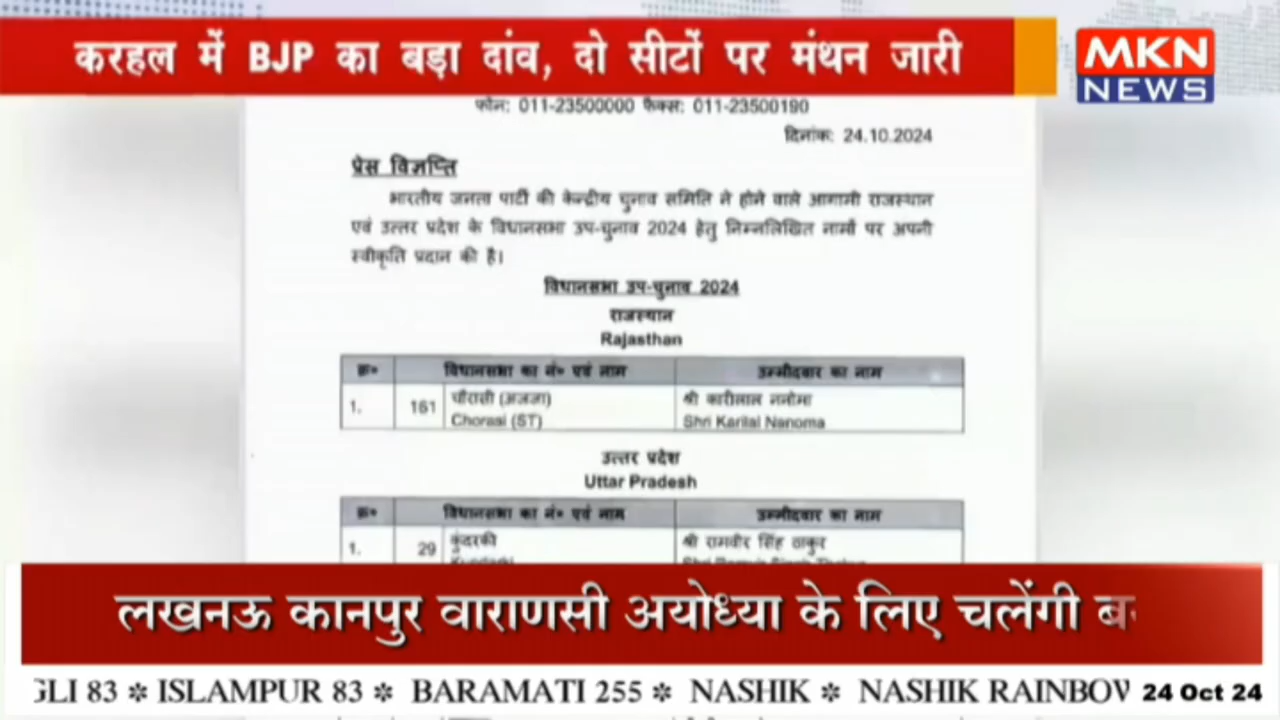 करहल में BJP का बड़ा दांव, दो सीटों पर मंथन जारी
MKN
NEWS
फोन: 011-23500000 फैक्स: 011-23500190
दिनांक: 24.10.2024
प्रेस विज्ञप्ति
भारतीय जनता पार्टी की केन्द्रीय चुनाव समिति ने होने वाले आगामी राजस्थान
एवं उत्तर प्रदेश के विधानसभा उप-चुनाव 2024 हेतु निम्नलिखित नामों पर अपनी
स्वीकृति प्रदान की है।
विधानसभा उप-चुनाव 2024
राजस्थान
Rajasthan
क्र० विधानसभा का नं० एवं नाम उम्मीदवार का नाम
1. 161 चौरासी (अजजा) श्री कारीलाल ननोमा
Chorasi (ST) Shri Karilal Nanoma
उत्तर प्रदेश
Uttar Pradesh
क्र० विधानसभा का नं० एवं नाम उम्मीदवार का नाम
1. 29 कुंदरकी श्री रामवीर सिंह ठाकुर
लखनऊ कानपुर वाराणसी अयोध्या के लिए चलेंगी
GLI 83 ✲ ISLAMPUR 83 ✲ BARAMATI 255 ✲ NASHIK ✲ NASHIK RAINBOW 24 Oct 24